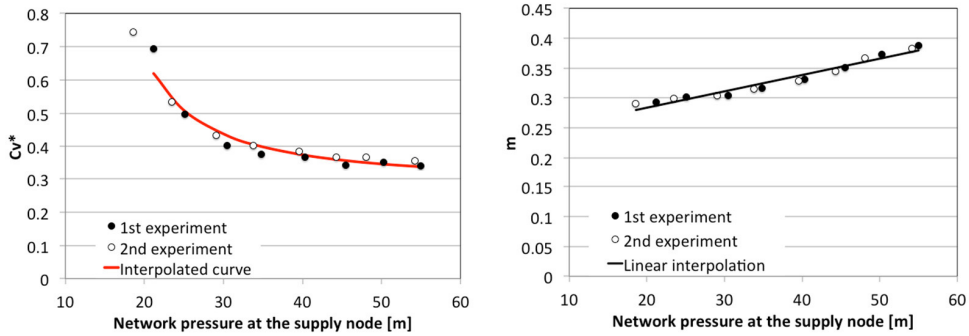 0.8
0.7
0.6
0.5
0.4
0.3
0.2
0.1
0
Cv*
1st experiment
2nd experiment
Interpolated curve
10 20 30 40 50 60
Network pressure at the supply node [m]
0.45
0.4
0.35
0.3
0.25
0.2
0.15
0.1
0.05
0
m
1st experiment
2nd experiment
Linear interpolation
10 20 30 40 50 60
Network pressure at the supply node [m]